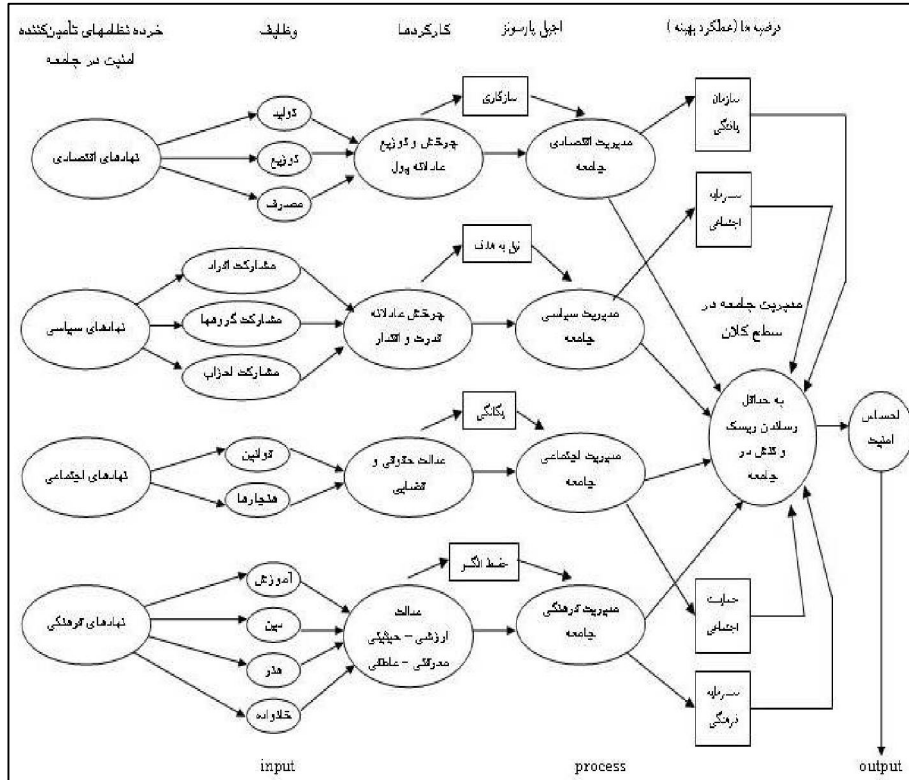 خرده نظامهای تأمین‌کننده
امنیت در جامعه
وظایف
کارکردها
اجیل پارسونز
فرضیه ها (عملکرد بهینه)
نهادهای اقتصادی
تولید
توزیع
مصرف
چرخش و توزیع
عادلانه پول
سازگاری
مدیریت اقتصادی
جامعه
سازمان
یافتگی
سرمایه
اجتماعی
نهادهای سیاسی
مشارکت افراد
مشارکت گروهها
مشارکت احزاب
چرخش عادلانه
قدرت و اقتدار
نیل به هدف
مدیریت سیاسی
جامعه
مدیریت جامعه در
سطح کلان
به حداقل
رساندن ریسک
و تنش در
جامعه
احساس
امنیت
نهادهای اجتماعی
قوانین
هنجارها
عدالت حقوقی و
قضایی
یگانگی
مدیریت اجتماعی
جامعه
حمایت
اجتماعی
نهادهای فرهنگی
آموزش
دین
هنر
خانواده
عدالت
ارزشی – حیثیتی
معرفتی – عاطفی
حفظ الگو
مدیریت فرهنگی
جامعه
سرمایه
فرهنگی
input
process
output